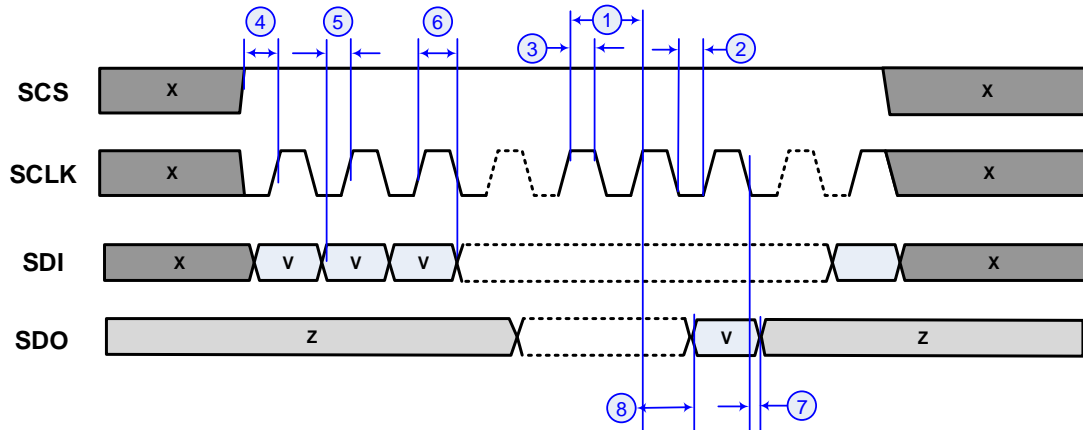 4 5 6 1
3 2
SCS X X
SCLK X X
SDI X V V V X
SDO Z V Z
8 7